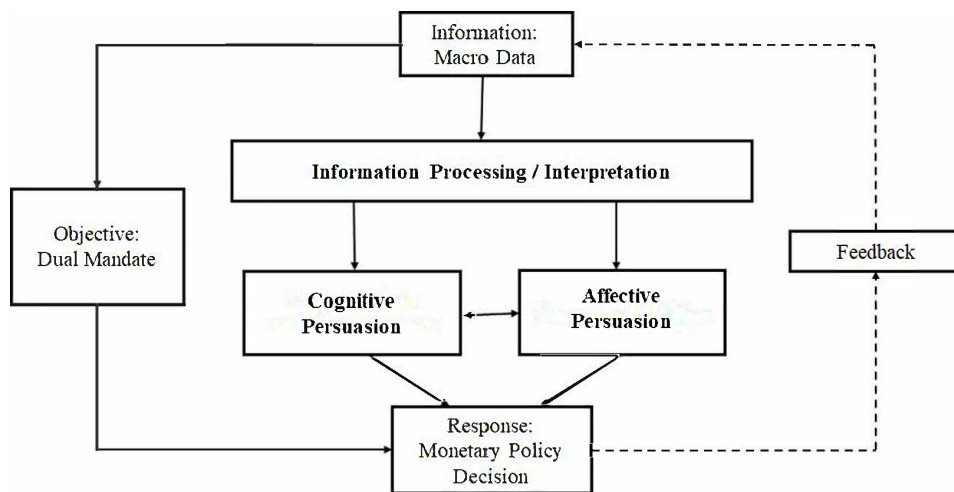 Information:
Macro Data
Information Processing / Interpretation
Objective:
Dual Mandate
Feedback
Cognitive
Persuasion
Affective
Persuasion
Response:
Monetary Policy
Decision